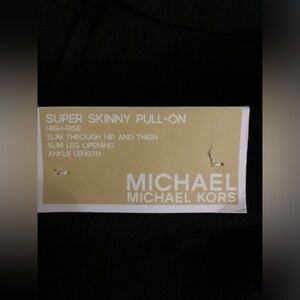 SUPER SKINNY PULL-ON
HIGH-RISE
SLIM THROUGH HIP AND THIGH
SLIM LEG OPENING
ANKLE LENGTH
MICHAEL
MICHAEL KORS